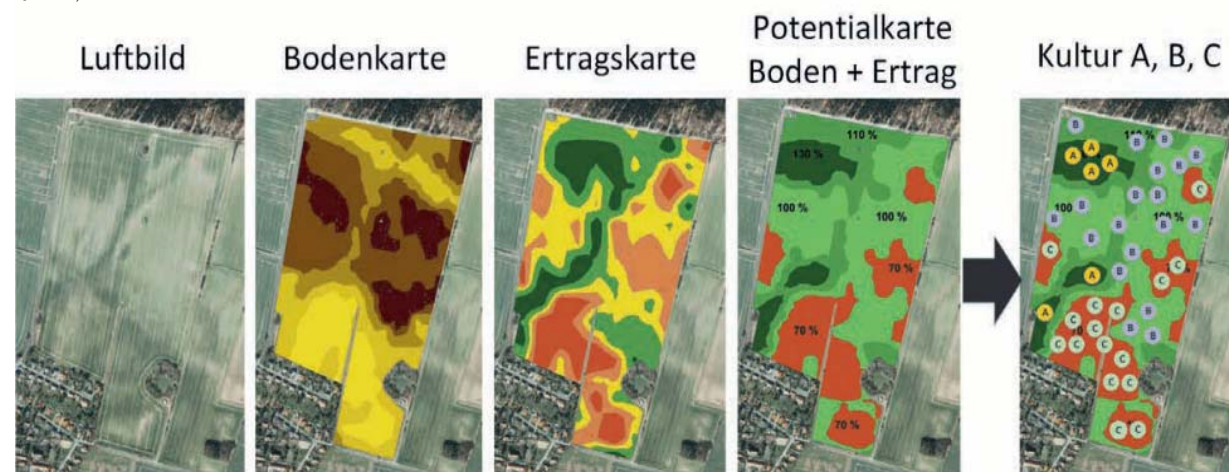 Luftbild
Bodenkarte
Ertragskarte
Potentialkarte
Boden + Ertrag
Kultur A, B, C
110 %
130 %
100 %
100 %
70 %
70 %
70 %
B
B B
A
A A B B
A B
B C
B B
B
100
B B B B B
B
C B
C
A B C
B
A C C C B
C C B B
C C C
C
C C
C C